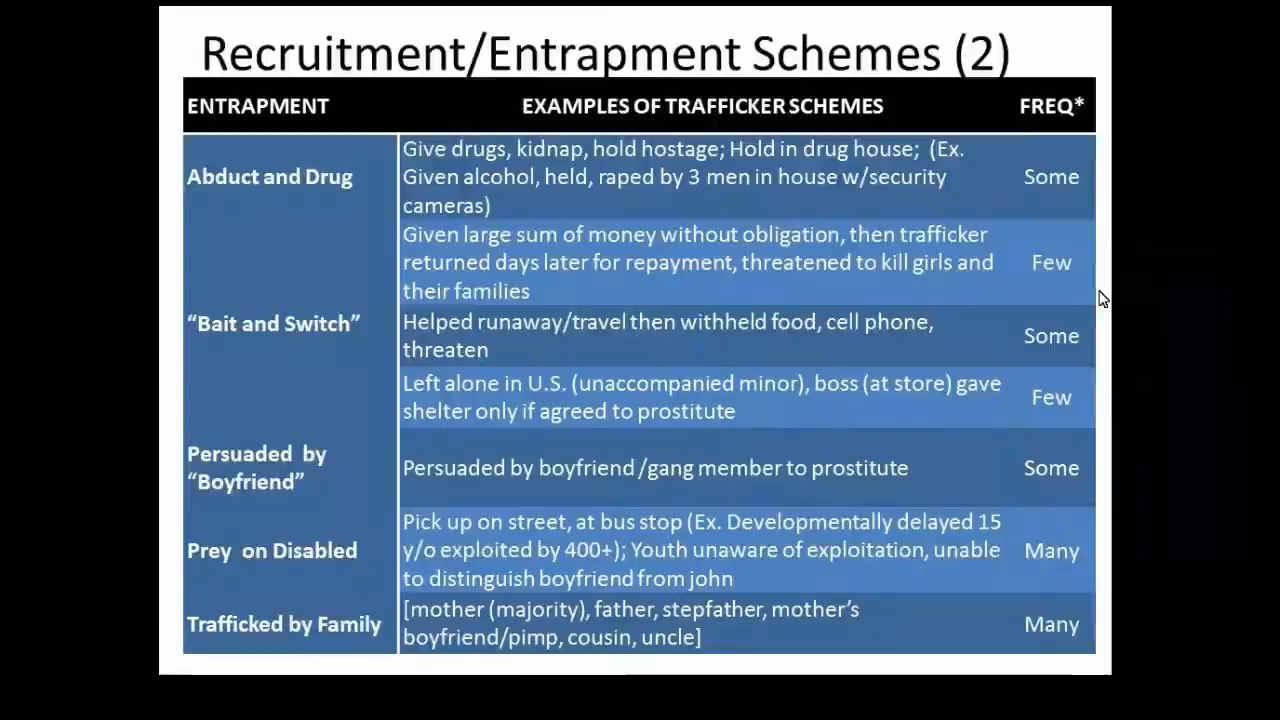 Recruitment/Entrapment Schemes (2)
ENTRAPMENT EXAMPLES OF TRAFFICKER SCHEMES FREQ*
Abduct and Drug
Give drugs, kidnap, hold hostage; Hold in drug house; (Ex.
Given alcohol, held, raped by 3 men in house w/security
cameras)
Some
"Bait and Switch"
Given large sum of money without obligation, then trafficker
returned days later for repayment, threatened to kill girls and
their families
Few
Helped runaway/travel then withheld food, cell phone,
threaten
Some
Left alone in U.S. (unaccompanied minor), boss (at store) gave
shelter only if agreed to prostitute
Few
Persuaded by
"Boyfriend"
Persuaded by boyfriend/gang member to prostitute
Some
Prey on Disabled
Pick up on street, at bus stop (Ex. Developmentally delayed 15
y/o exploited by 400+); Youth unaware of exploitation, unable
to distinguish boyfriend from john
Many
Trafficked by Family
[mother (majority), father, stepfather, mother's
boyfriend/pimp, cousin, uncle]
Many